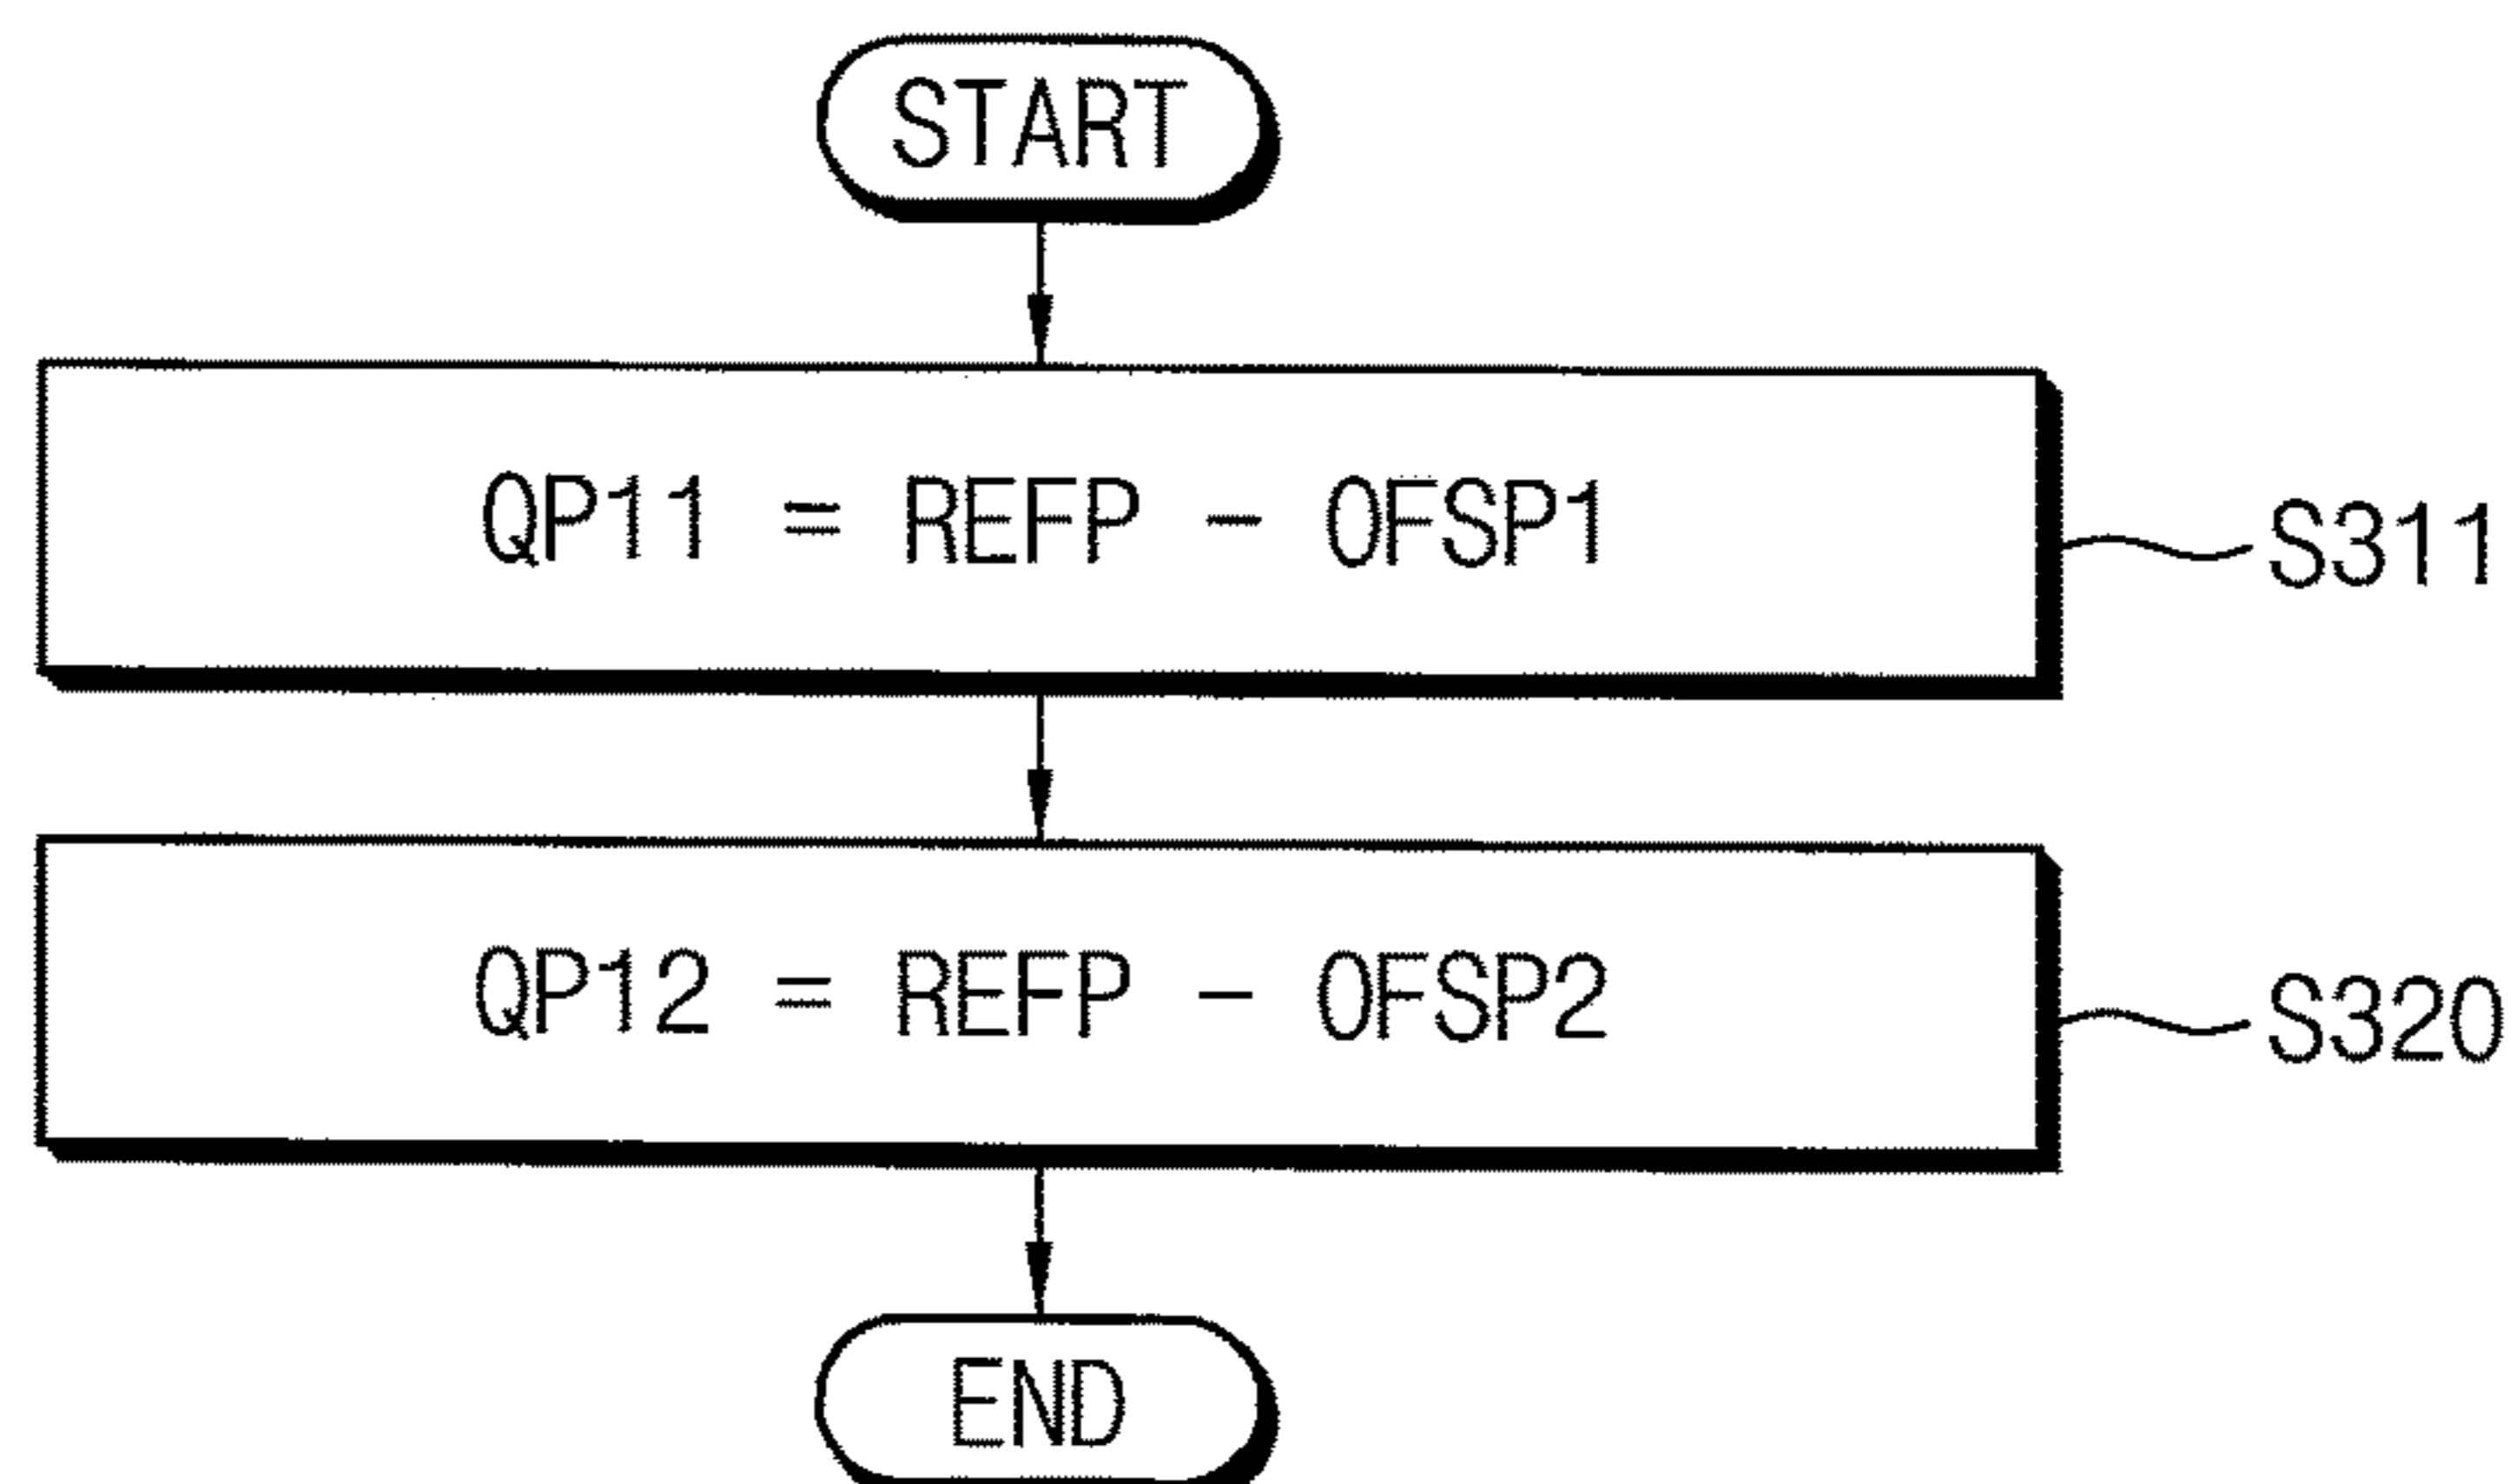 START
QP11 = REFP - OFSP1
S311
QP12 = REFP - OFSP2
S320
END